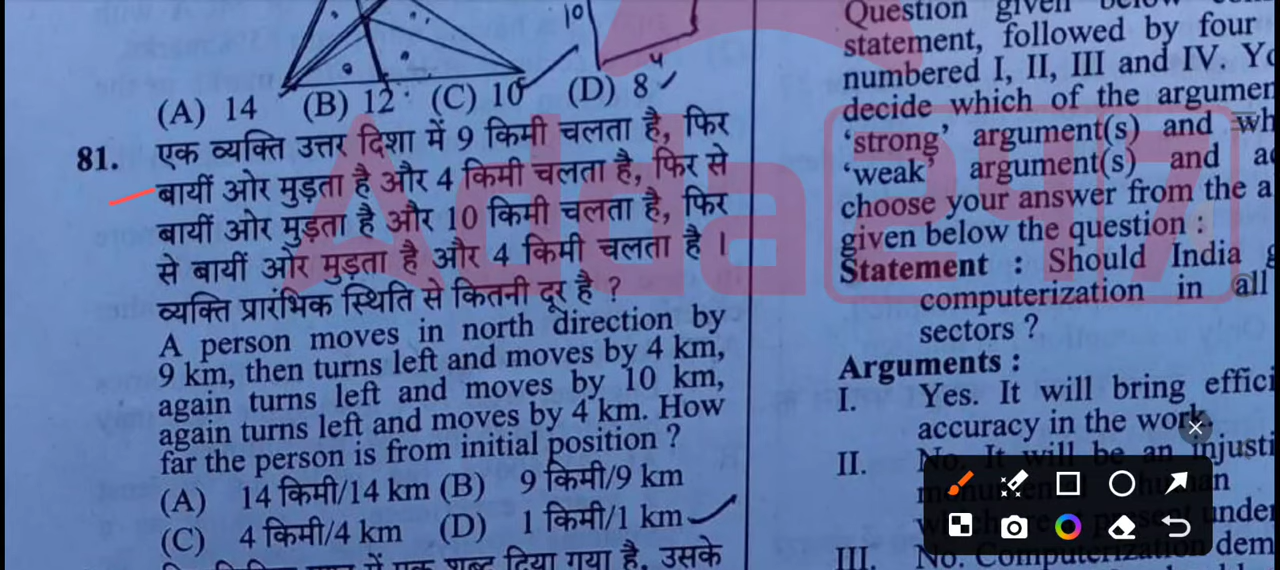 10
4
(A) 14 (B) 12 (C) 10 (D) 8
81. एक व्यक्ति उत्तर दिशा में 9 किमी चलता है, फिर
बायीं ओर मुड़ता है और 4 किमी चलता है, फिर से
बायीं ओर मुड़ता है और 10 किमी चलता है, फिर
से बायीं ओर मुड़ता है और 4 किमी चलता है ।
व्यक्ति प्रारंभिक स्थिति से कितनी दूर है ?
A person moves in north direction by
9 km, then turns left and moves by 4 km,
again turns left and moves by 10 km,
again turns left and moves by 4 km. How
far the person is from initial position ?
(A) 14 किमी/14 km (B) 9 किमी/9 km
(C) 4 किमी/4 km (D) 1 किमी/1 km
में एक शब्द दिया गया है, उसके
Question given below
statement, followed by four
numbered I, II, III and IV.
decide which of the
'strong' argument(s) and
'weak' argument(s) and
choose your answer from the
given below the question :
Statement : Should India
computerization in all
sectors ?
Arguments :
I. Yes. It will bring
accuracy in the work.
II. No. It will be an
III. No. Computerization
Adda247